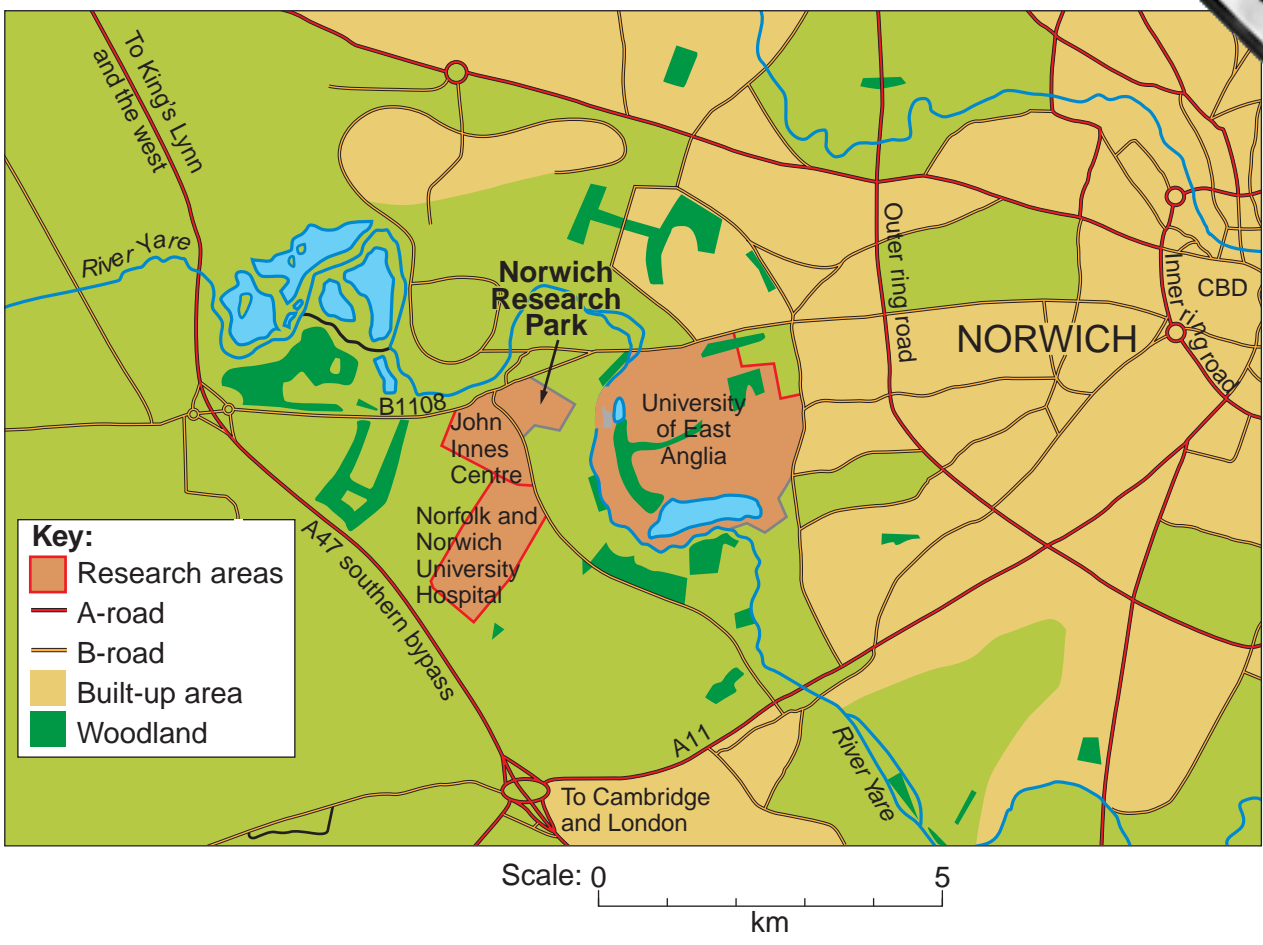 To King's Lynn
and the west
River Yare
Norwich
Research
Park
Outer ring road
Inner ring road
CBD
NORWICH
B1108
John
Innes
Centre
University
of East
Anglia
Norfolk and
Norwich
University
Hospital
A47 southern bypass
A11
River Yare
To Cambridge
and London
Key:
Research areas
A-road
B-road
Built-up area
Woodland
Scale: 0 5
km